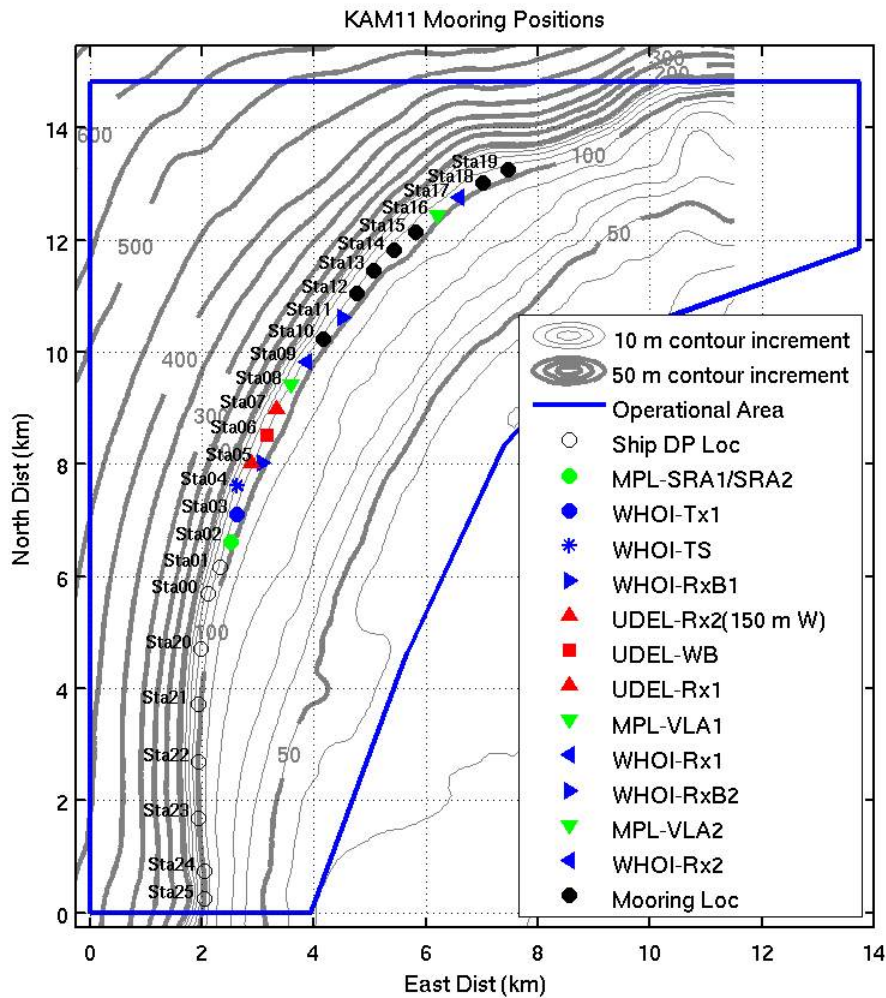 KAM11 Mooring Positions
North Dist (km)
14
12
10
8
6
4
2
0
0
2
4
6
8
10
12
14
East Dist (km)
600
500
400
300
300
200
100
50
100
50
Sta19
Sta18
Sta17
Sta16
Sta15
Sta14
Sta13
Sta12
Sta11
Sta10
Sta09
Sta08
Sta07
Sta06
Sta05
Sta04
Sta03
Sta02
Sta01
Sta00
Sta20
Sta21
Sta22
Sta23
Sta24
Sta25
10 m contour increment
50 m contour increment
Operational Area
Ship DP Loc
MPL-SRA1/SRA2
WHOI-Tx1
WHOI-TS
WHOI-RxB1
UDEL-Rx2(150 m W)
UDEL-WB
UDEL-Rx1
MPL-VLA1
WHOI-Rx1
WHOI-RxB2
MPL-VLA2
WHOI-Rx2
Mooring Loc